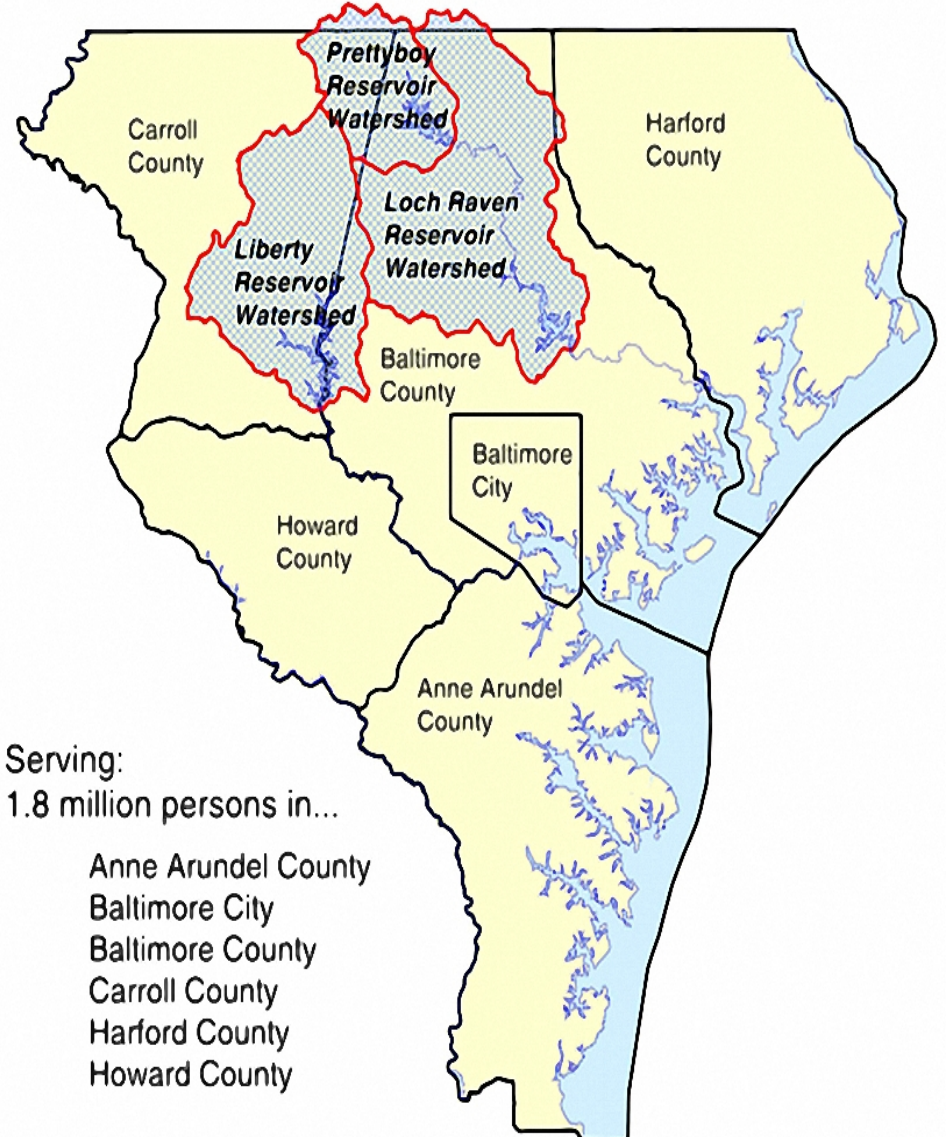 Prettyboy
Reservoir
Watershed
Carroll
County
Harford
County
Loch Raven
Reservoir
Watershed
Liberty
Reservoir
Watershed
Baltimore
County
Baltimore
City
Howard
County
Anne Arundel
County
Serving:
1.8 million persons in...
Anne Arundel County
Baltimore City
Baltimore County
Carroll County
Harford County
Howard County